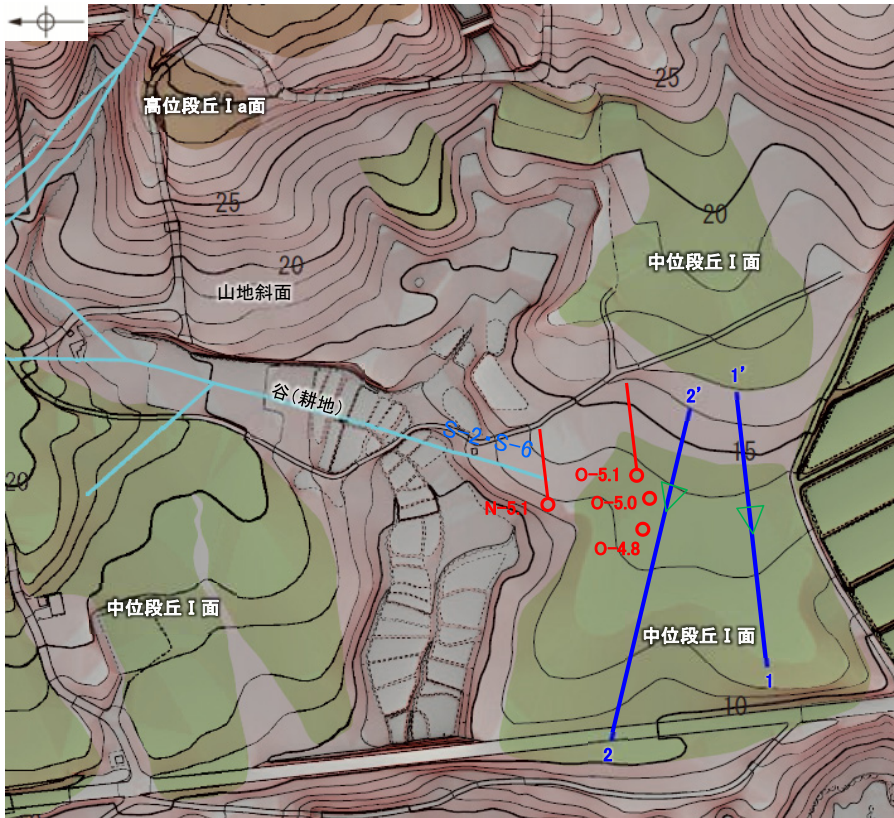 25
高位段丘Ⅰa面
20
25
20
中位段丘Ⅰ面
20
山地斜面
1'
2'
谷(耕地)
S-2・S-6
15
O-5.1
20
O-5.0
N-5.1
O-4.8
中位段丘Ⅰ面
中位段丘Ⅰ面
1
10
2